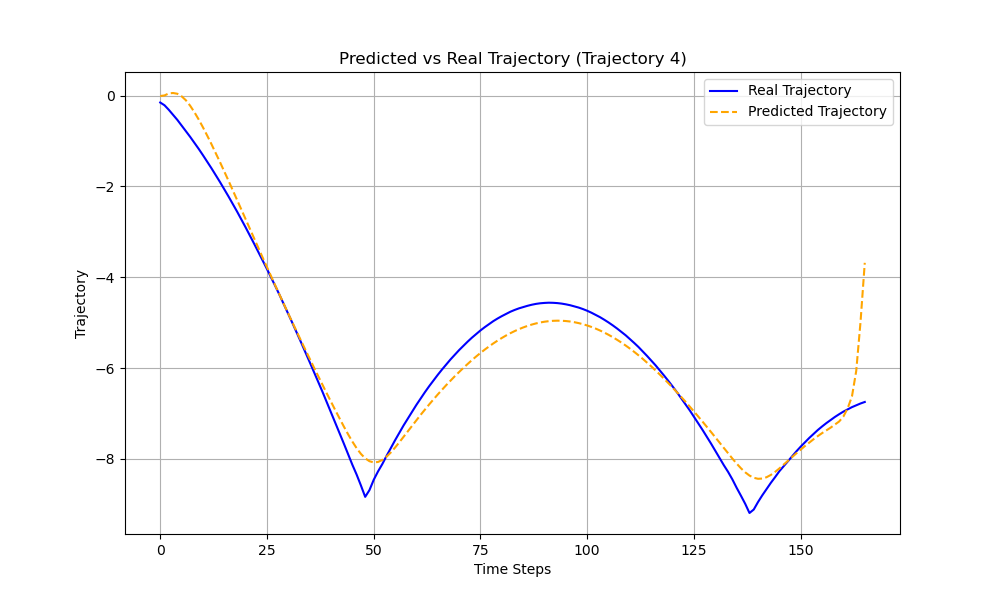 Predicted vs Real Trajectory (Trajectory 4)
Real Trajectory
Predicted Trajectory
Trajectory
0
−2
−4
−6
−8
0
25
50
75
100
125
150
Time Steps